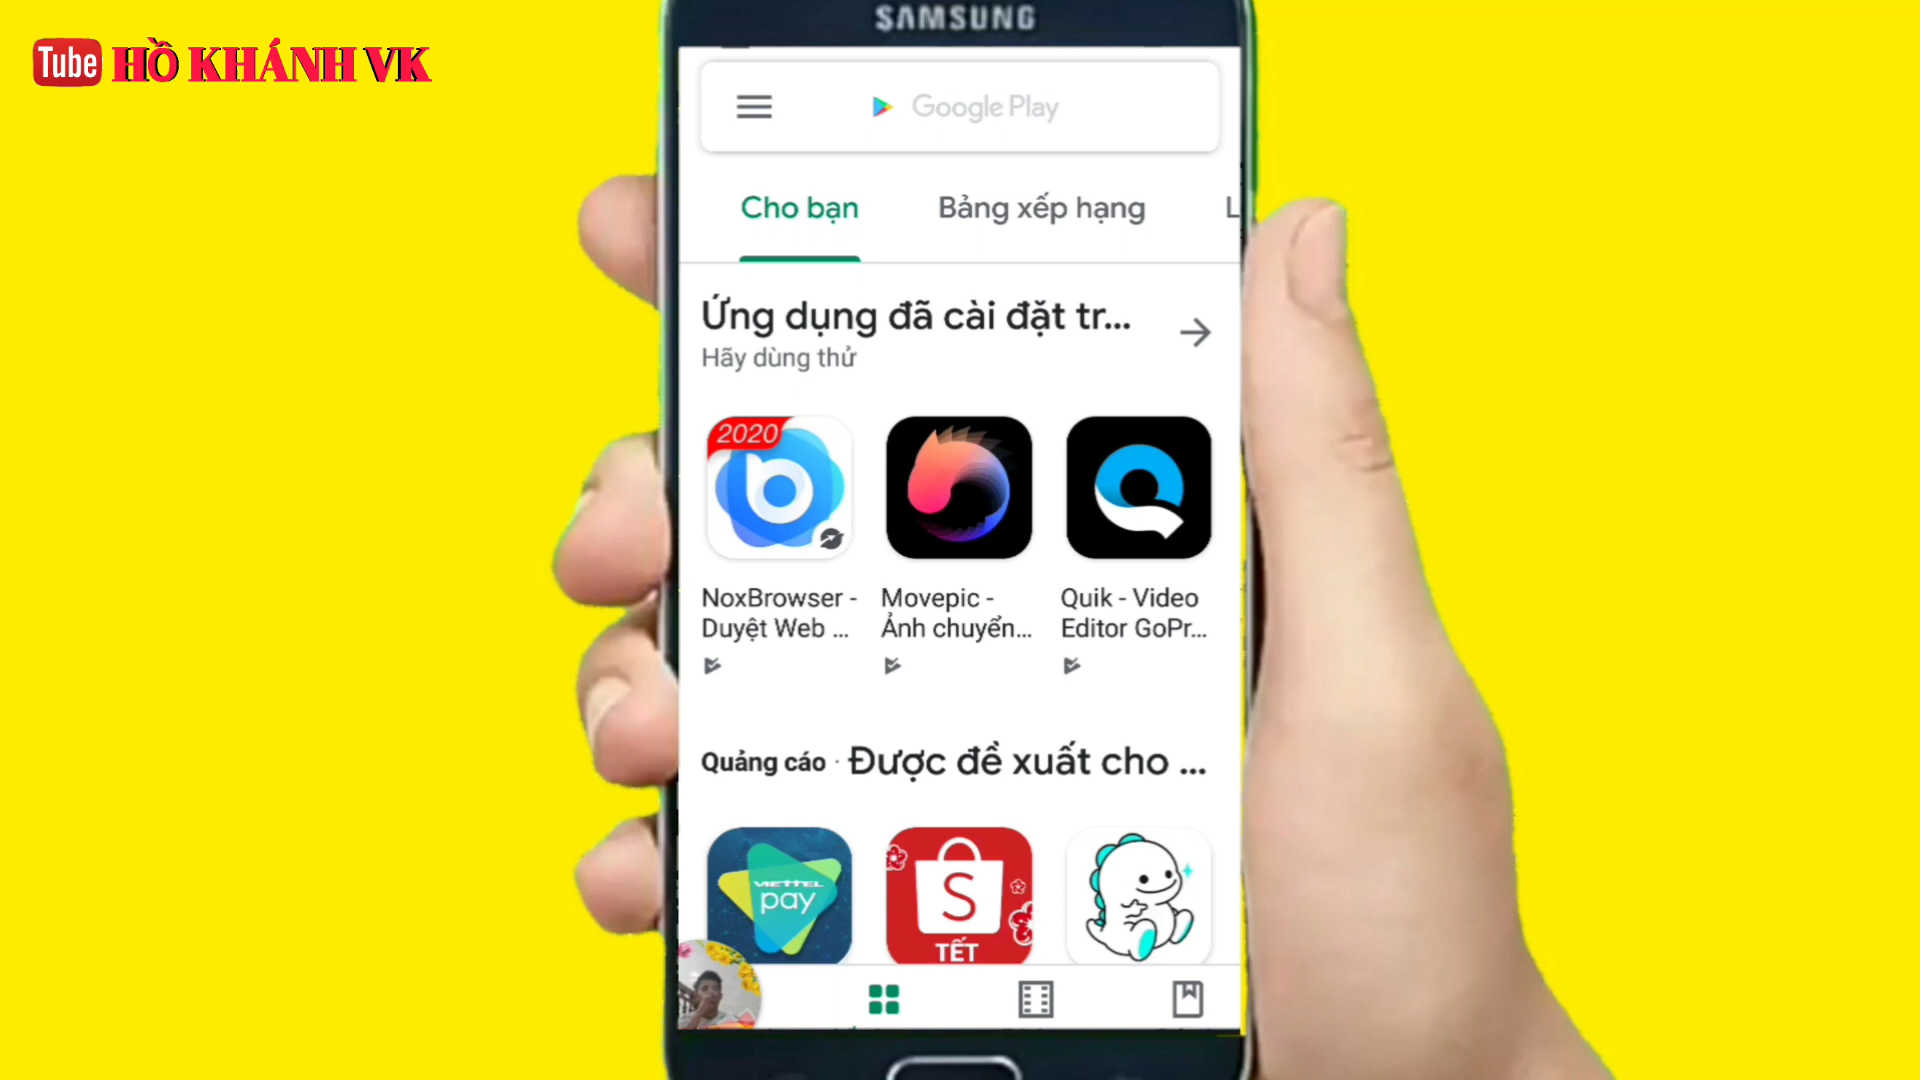 Tube HỒ KHÁNH VK
SAMSUNG
Google Play
Cho bạn
Bảng xếp hạng
L
Ứng dụng đã cài đặt tr...
Hãy dùng thử
2020
NoxBrowser -
Duyệt Web ...
Movepic -
Ảnh chuyển...
Quik - Video
Editor GoPr...
Quảng cáo · Được đề xuất cho ...
VIETTEL
pay
S
TẾT